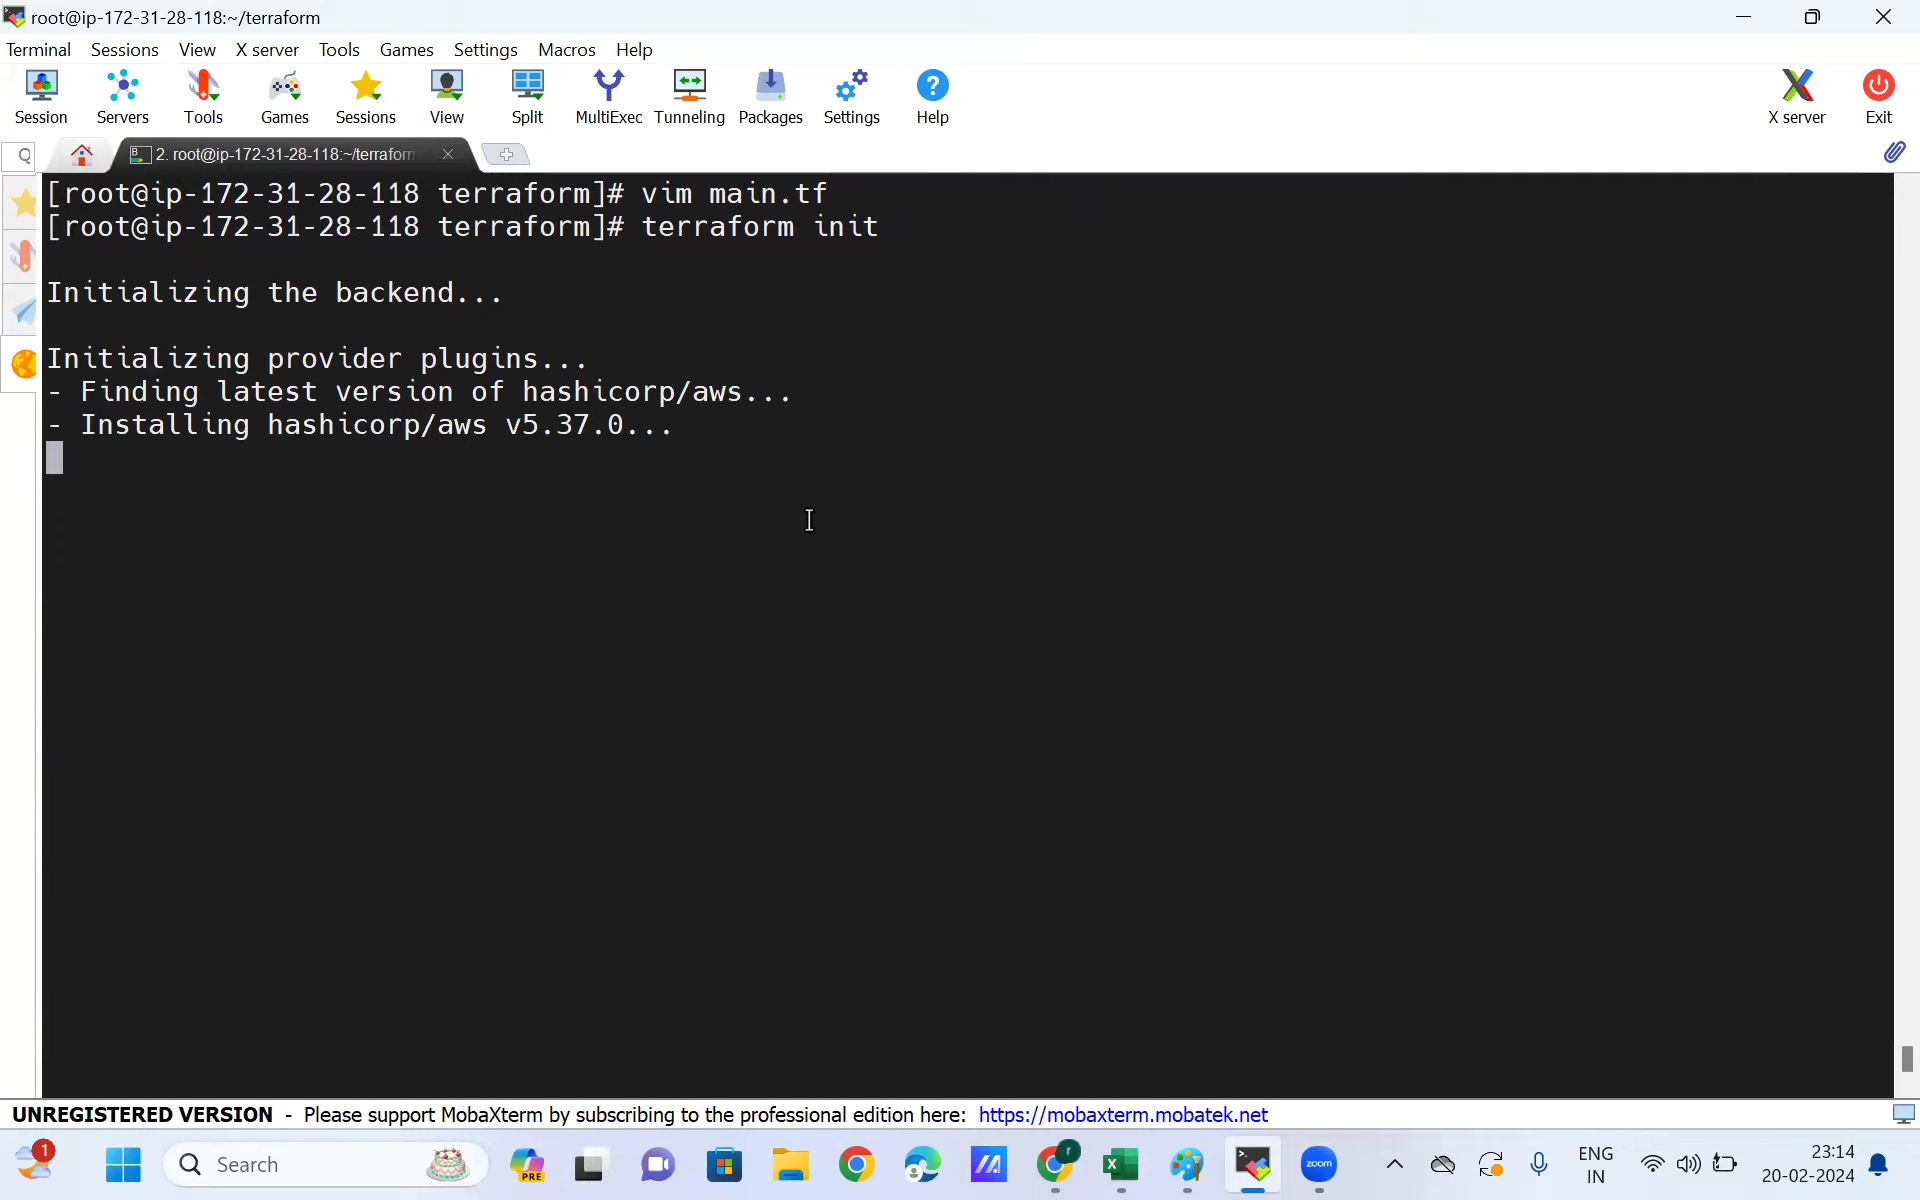 root@ip-172-31-28-118:~/terraform
Terminal Sessions View X server Tools Games Settings Macros Help
Session Servers Tools Games Sessions View Split MultiExec Tunneling Packages Settings Help X server Exit
2. root@ip-172-31-28-118:~/terraform
[root@ip-172-31-28-118 terraform]# vim main.tf
[root@ip-172-31-28-118 terraform]# terraform init
Initializing the backend...
Initializing provider plugins...
- Finding latest version of hashicorp/aws...
- Installing hashicorp/aws v5.37.0...
UNREGISTERED VERSION - Please support MobaXterm by subscribing to the professional edition here: https://mobaxterm.mobatek.net
1
Search
PRE
r
zoom
ENG
IN
23:14
20-02-2024